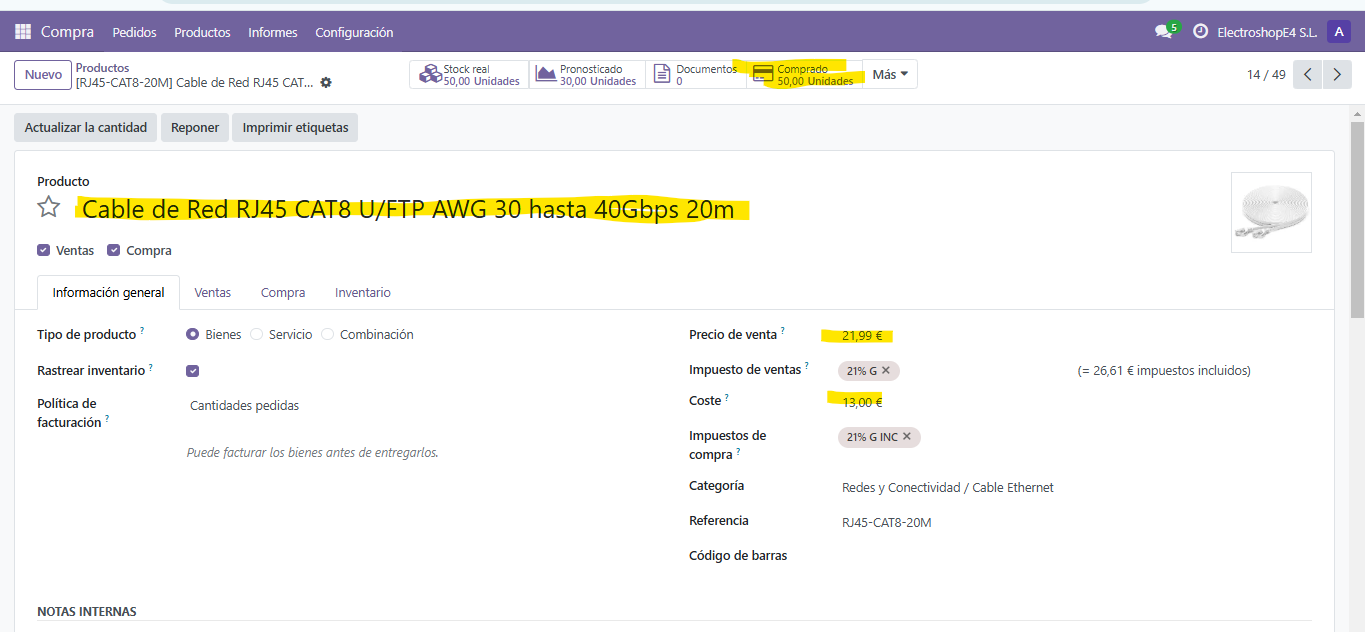 Compra Pedidos Productos Informes Configuración 5 ElectroshopE4 S.L. A
Nuevo
Productos
[RJ45-CAT8-20M] Cable de Red RJ45 CAT...
Stock real
50,00 Unidades
Pronosticado
30,00 Unidades
Documentos
0
Comprado
50,00 Unidades
Más
14 / 49
Actualizar la cantidad Reponer Imprimir etiquetas
Producto
Cable de Red RJ45 CAT8 U/FTP AWG 30 hasta 40Gbps 20m
Ventas Compra
Información general Ventas Compra Inventario
Tipo de producto ? Bienes Servicio Combinación
Rastrear inventario ?
Política de
facturación ?
Cantidades pedidas
Puede facturar los bienes antes de entregarlos.
Precio de venta ? 21,99 €
Impuesto de ventas ? 21% G ✕ (= 26,61 € impuestos incluidos)
Coste ? 13,00 €
Impuestos de
compra ?
21% G INC ✕
Categoría Redes y Conectividad / Cable Ethernet
Referencia RJ45-CAT8-20M
Código de barras
NOTAS INTERNAS